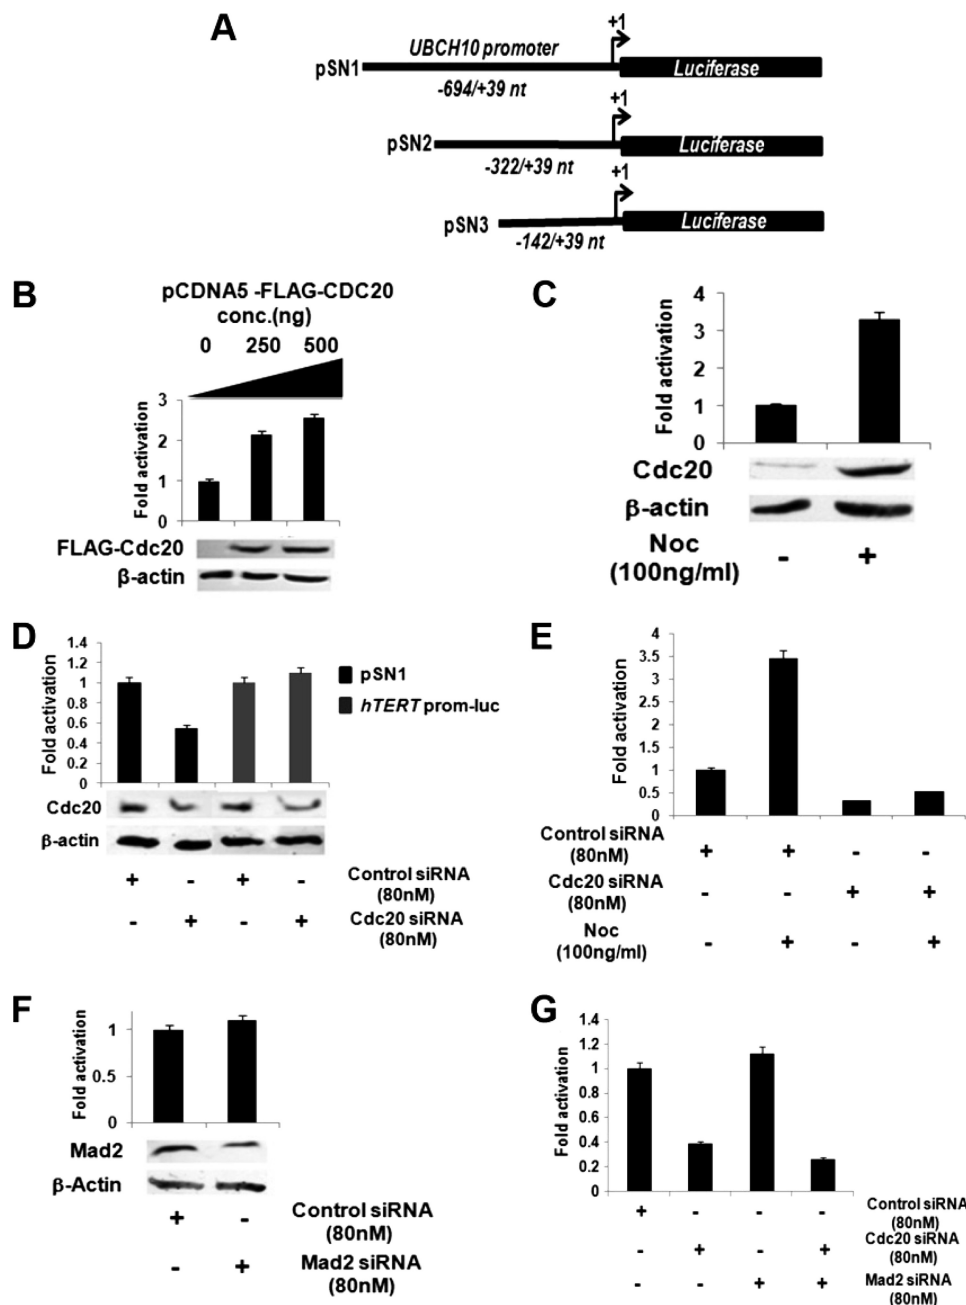 A
UBCH10 promoter
+1
pSN1
Luciferase
-694/+39 nt
+1
pSN2
Luciferase
-322/+39 nt
+1
pSN3
Luciferase
-142/+39 nt
B
pCDNA5 -FLAG-CDC20
conc.(ng)
0 250 500
Fold activation
3
2
1
0
FLAG-Cdc20
β-actin
C
Fold activation
4
3
2
1
0
Cdc20
β-actin
Noc
(100ng/ml)
- +
D
Fold activation
1.4
1.2
1
0.8
0.6
0.4
0.2
0
pSN1
hTERT prom-luc
Cdc20
β-actin
+ - + - Control siRNA
(80nM)
- + - + Cdc20 siRNA
(80nM)
E
Fold activation
4
3.5
3
2.5
2
1.5
1
0.5
0
Control siRNA
(80nM)
+ + - -
Cdc20 siRNA
(80nM)
- - + +
Noc
(100ng/ml)
- + - +
F
Fold activation
1
0.5
0
Mad2
β-Actin
+ - Control siRNA
(80nM)
- + Mad2 siRNA
(80nM)
G
Fold activation
1.4
1.2
1
0.8
0.6
0.4
0.2
0
+ - - - Control siRNA
(80nM)
- + - + Cdc20 siRNA
(80nM)
- - + + Mad2 siRNA
(80nM)